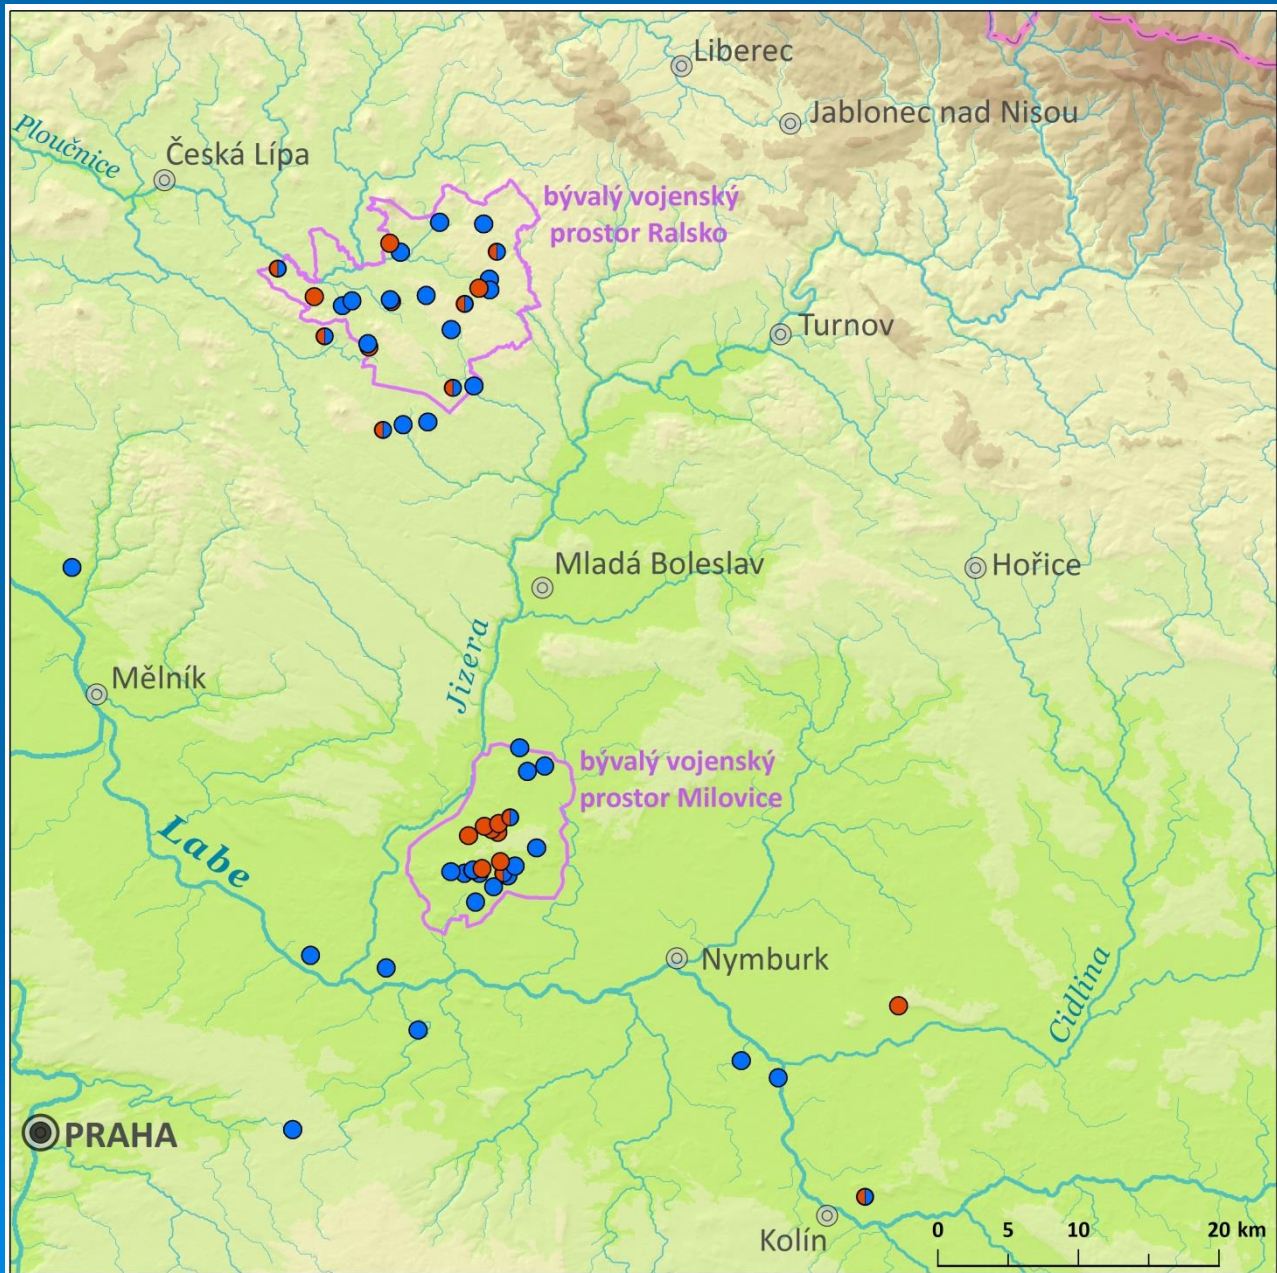 Liberec
Jablonec nad Nisou
Ploučnice
Česká Lípa
bývalý vojenský
prostor Ralsko
Turnov
Mladá Boleslav
Hořice
Jizera
Mělník
bývalý vojenský
prostor Milovice
Labe
Nymburk
Cidlina
PRAHA
Kolín
0 5 10 20 km